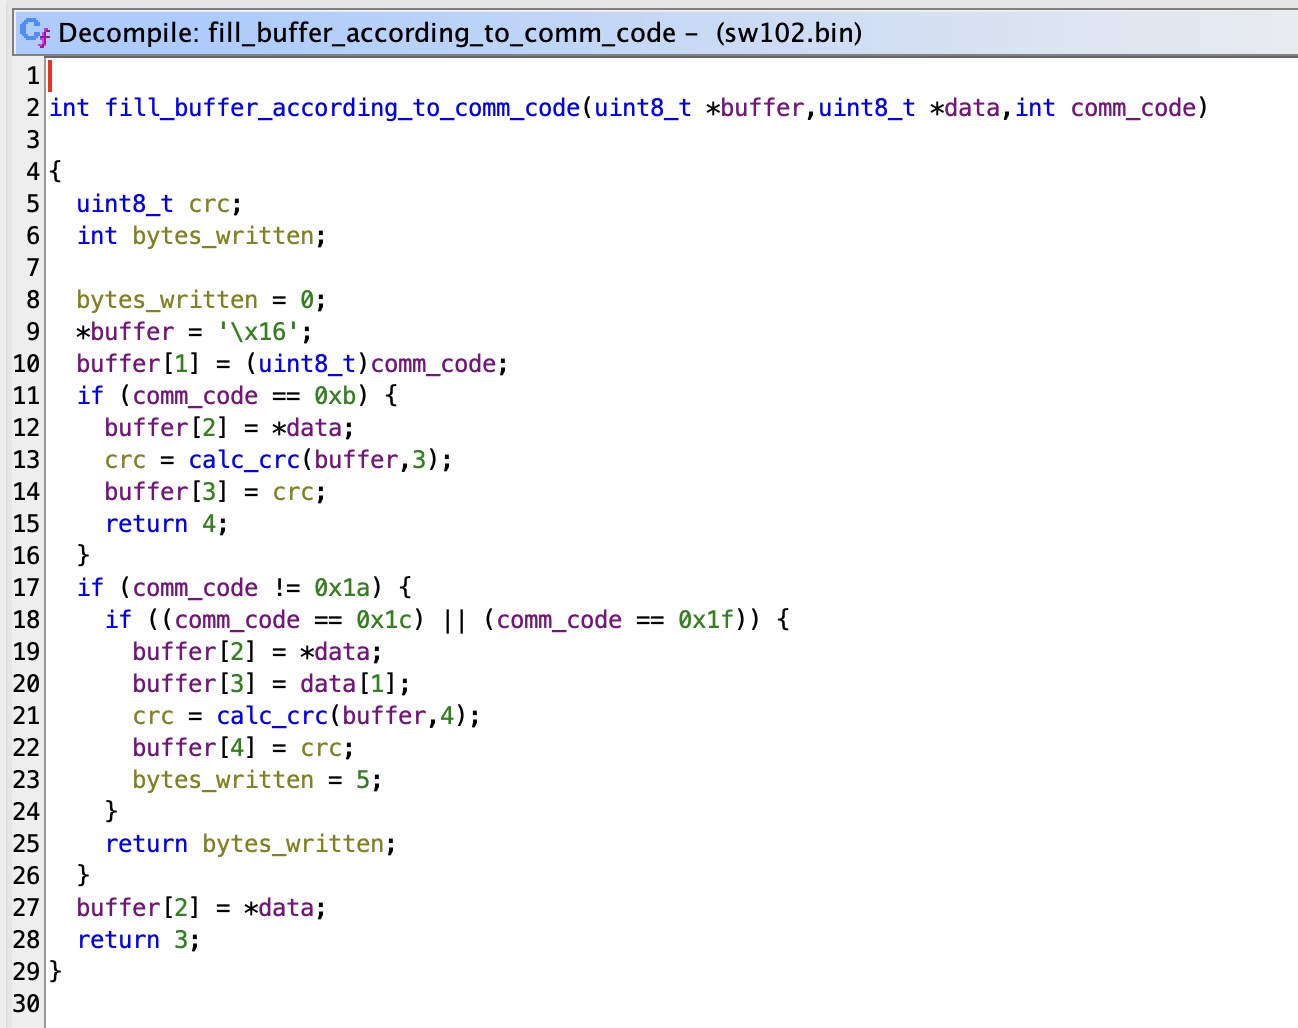 Cf Decompile: fill_buffer_according_to_comm_code – (sw102.bin)
1
2 int fill_buffer_according_to_comm_code(uint8_t *buffer,uint8_t *data,int comm_code)
3
4 {
5   uint8_t crc;
6   int bytes_written;
7
8   bytes_written = 0;
9   *buffer = '\x16';
10   buffer[1] = (uint8_t)comm_code;
11   if (comm_code == 0xb) {
12     buffer[2] = *data;
13     crc = calc_crc(buffer,3);
14     buffer[3] = crc;
15     return 4;
16   }
17   if (comm_code != 0x1a) {
18     if ((comm_code == 0x1c) || (comm_code == 0x1f)) {
19       buffer[2] = *data;
20       buffer[3] = data[1];
21       crc = calc_crc(buffer,4);
22       buffer[4] = crc;
23       bytes_written = 5;
24     }
25     return bytes_written;
26   }
27   buffer[2] = *data;
28   return 3;
29 }
30